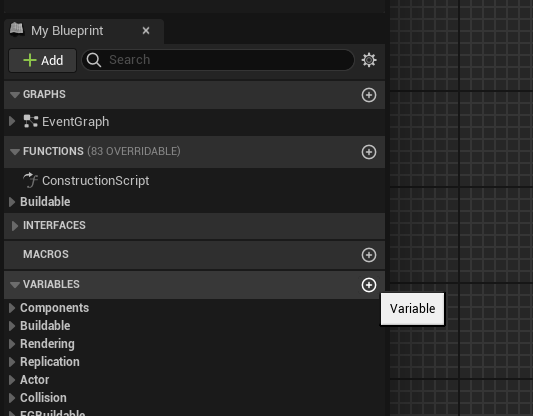 My Blueprint
Add
Search
GRAPHS
EventGraph
FUNCTIONS (83 OVERRIDABLE)
ConstructionScript
Buildable
INTERFACES
MACROS
VARIABLES
Variable
Components
Buildable
Rendering
Replication
Actor
Collision
FGBuildable